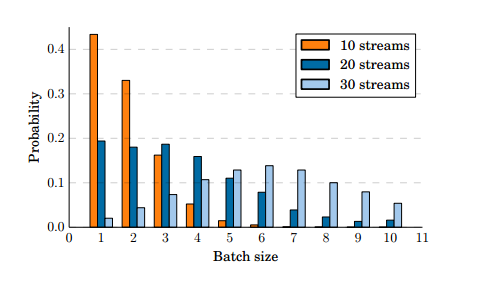 0.4
0.3
0.2
0.1
0.0
Probability
10 streams
20 streams
30 streams
0 1 2 3 4 5 6 7 8 9 10 11
Batch size